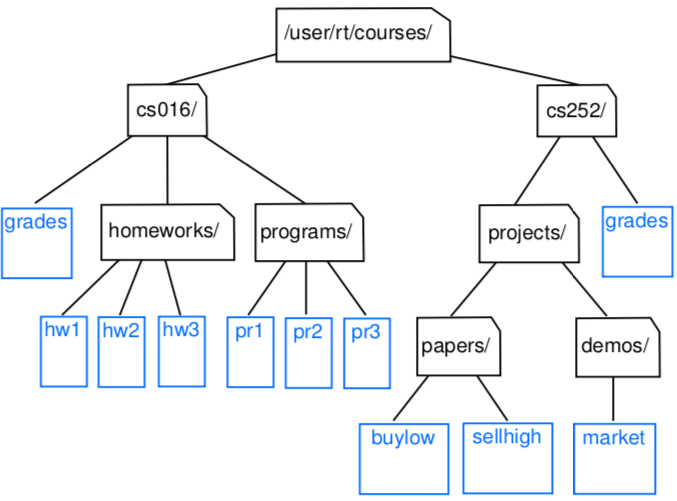 /user/rt/courses/
cs016/
cs252/
grades
homeworks/
programs/
projects/
grades
hw1
hw2
hw3
pr1
pr2
pr3
papers/
demos/
buylow
sellhigh
market